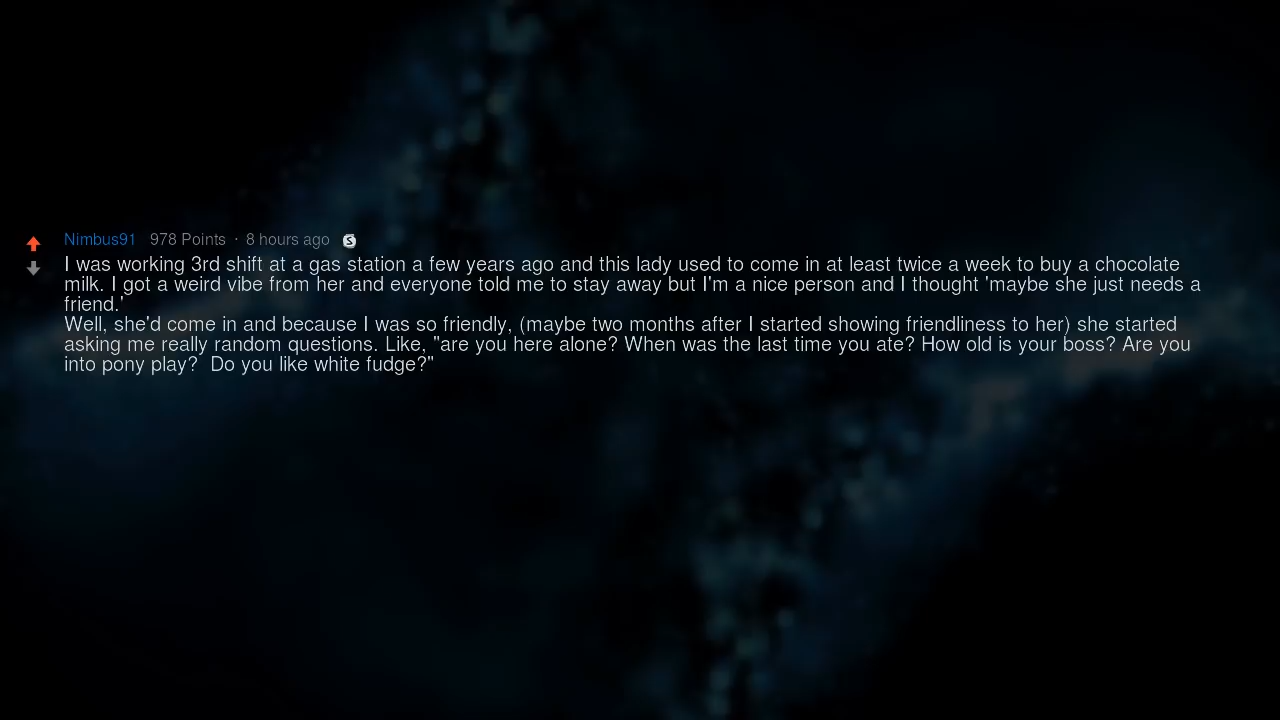 Nimbus91 978 Points · 8 hours ago S
I was working 3rd shift at a gas station a few years ago and this lady used to come in at least twice a week to buy a chocolate
milk. I got a weird vibe from her and everyone told me to stay away but I'm a nice person and I thought 'maybe she just needs a
friend.'
Well, she'd come in and because I was so friendly, (maybe two months after I started showing friendliness to her) she started
asking me really random questions. Like, "are you here alone? When was the last time you ate? How old is your boss? Are you
into pony play?  Do you like white fudge?"